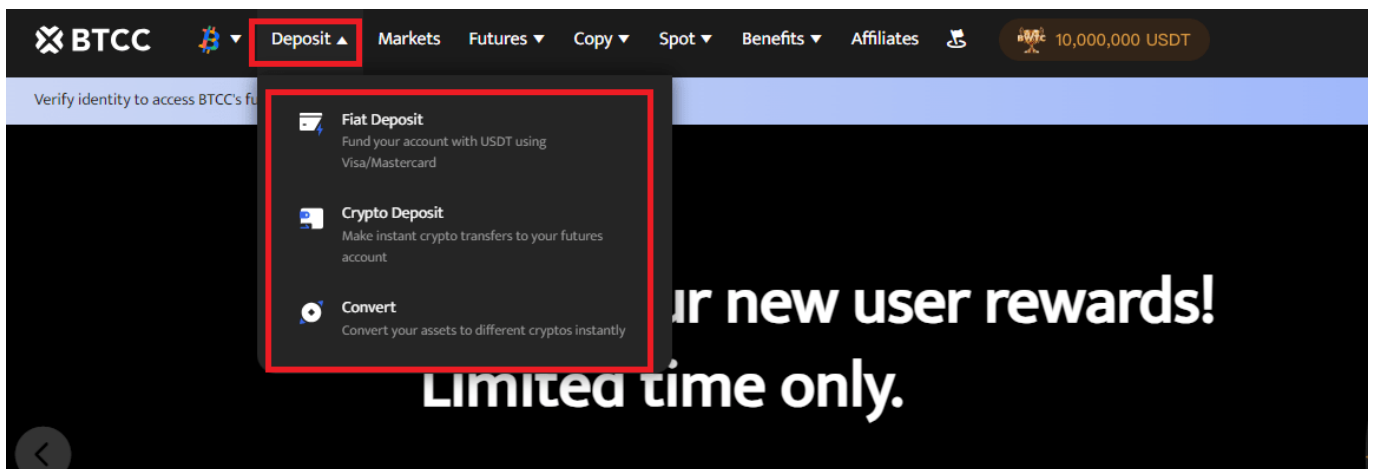 BTCC Deposit Markets Futures Copy Spot Benefits Affiliates 10,000,000 USDT
Verify identity to access BTCC's
Fiat Deposit
Fund your account with USDT using
Visa/Mastercard
Crypto Deposit
Make instant crypto transfers to your futures
account
Convert
Convert your assets to different cryptos instantly
new user rewards!
Limited time only.